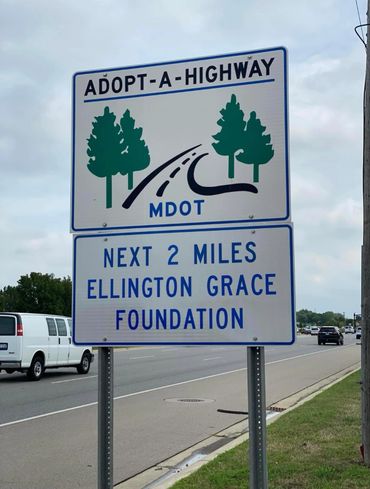 ADOPT-A-HIGHWAY
MDOT
NEXT 2 MILES
ELLINGTON GRACE
FOUNDATION